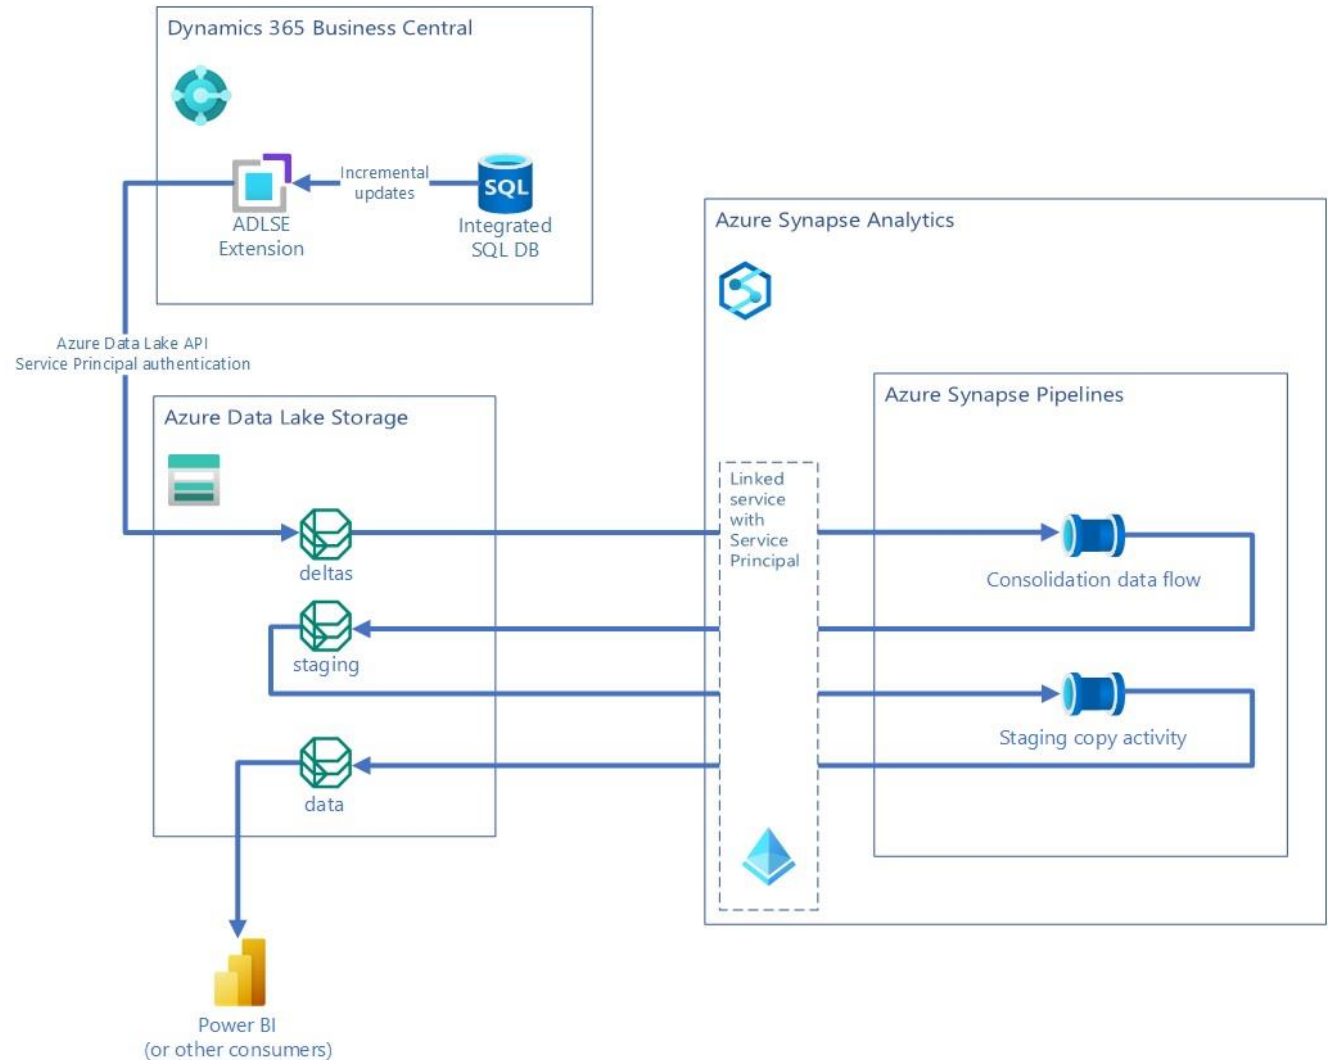 Dynamics 365 Business Central
Incremental
updates
SQL
ADLSE
Extension
Integrated
SQL DB
Azure Data Lake API
Service Principal authentication
Azure Synapse Analytics
Azure Synapse Pipelines
Azure Data Lake Storage
Linked
service
with
Service
Principal
deltas
Consolidation data flow
staging
Staging copy activity
data
Power BI
(or other consumers)